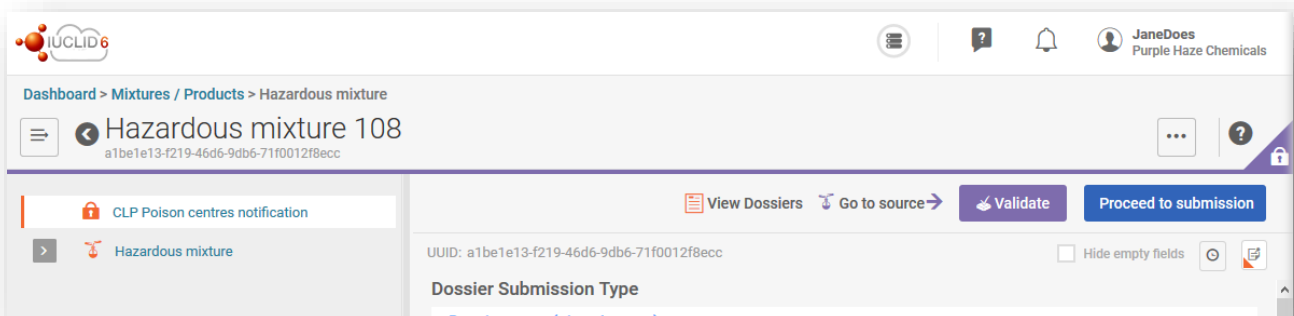 IUCLID 6
JaneDoes
Purple Haze Chemicals
Dashboard > Mixtures / Products > Hazardous mixture
Hazardous mixture 108
a1be1e13-f219-46d6-9db6-71f0012f8ecc
CLP Poison centres notification
Hazardous mixture
View Dossiers Go to source Validate Proceed to submission
UUID: a1be1e13-f219-46d6-9db6-71f0012f8ecc Hide empty fields
Dossier Submission Type